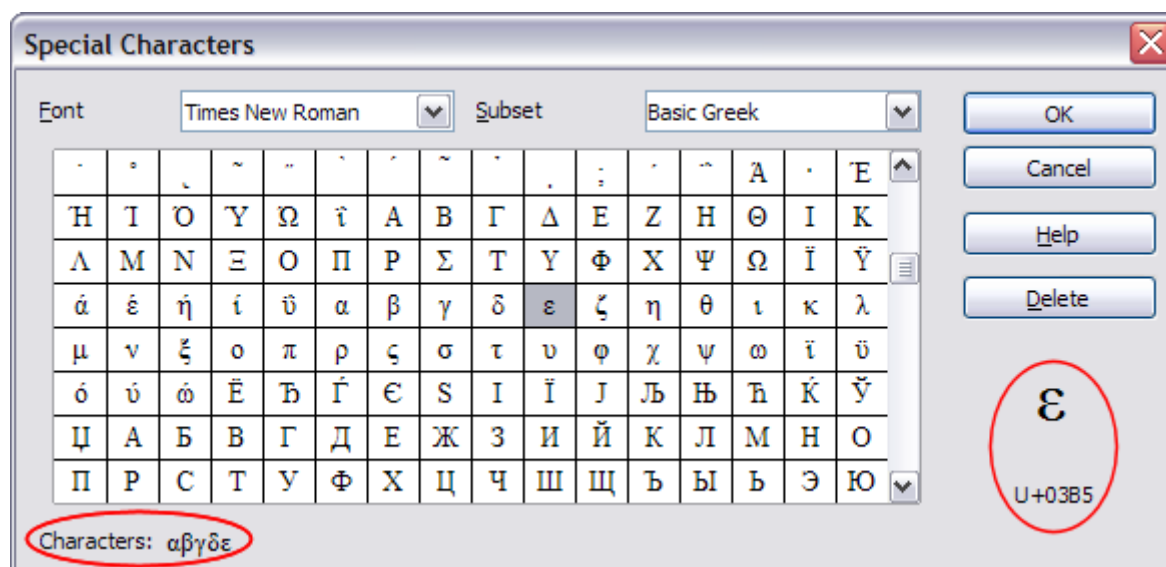 Special Characters
Font Times New Roman Subset Basic Greek OK
Cancel
Ή Ί Ό Ύ Ώ ΐ Α Β Γ Δ Ε Ζ Η Θ Ι Κ
Help
Λ Μ Ν Ξ Ο Π Ρ Σ Τ Υ Φ Χ Ψ Ω Ϊ Ϋ
ά έ ή ί ΰ α β γ δ ε ζ η θ ι κ λ
Delete
μ ν ξ ο π ρ ς σ τ υ φ χ ψ ω ϊ ϋ
ό ύ ώ Ё Ђ Ѓ Є Ѕ І Ї Ј Љ Њ Ћ Ќ Ў
ε
Џ А Б В Г Д Е Ж З И Й К Л М Н О
П Р С Т У Ф Х Ц Ч Ш Щ Ъ Ы Ь Э Ю
U+03B5
Characters: αβγδε